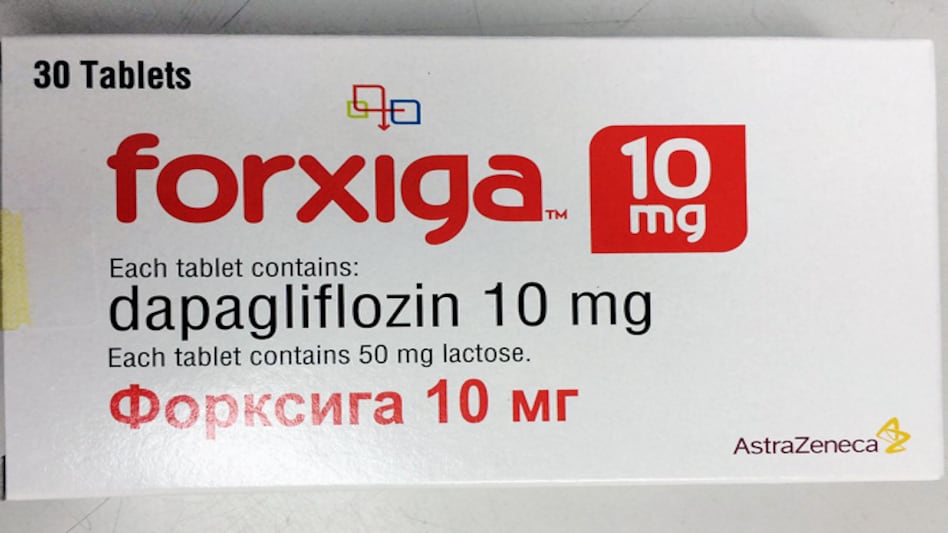 30 Tablets
forxiga™
10
mg
Each tablet contains:
dapagliflozin 10 mg
Each tablet contains 50 mg lactose.
Форксига 10 мг
AstraZeneca